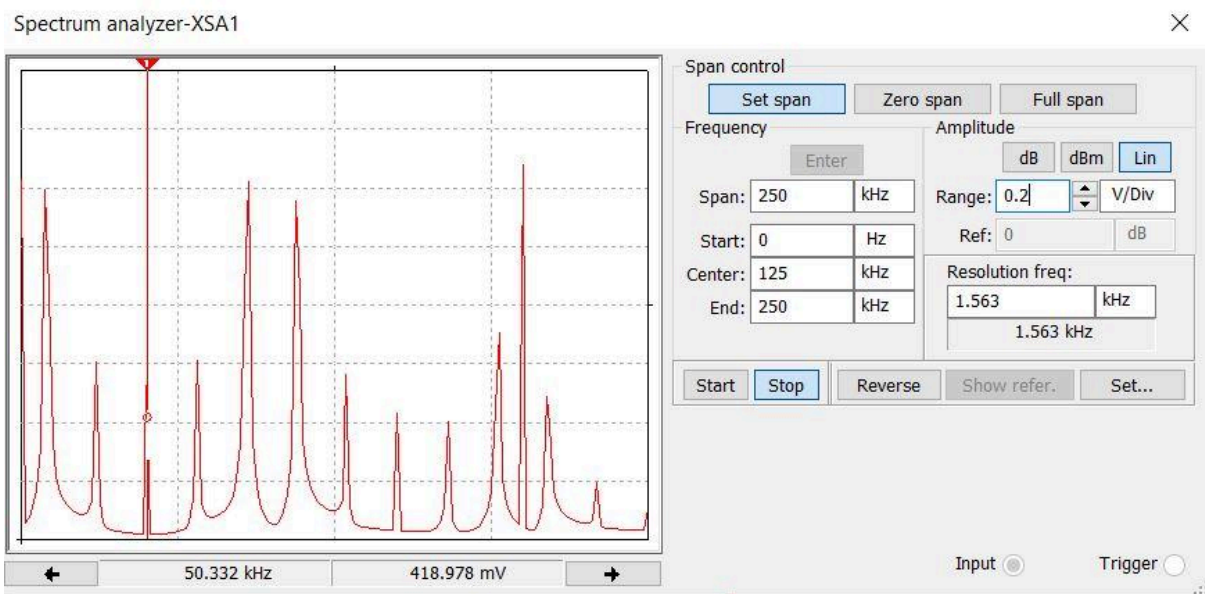 Spectrum analyzer-XSA1
1
50.332 kHz 418.978 mV
Span control
Set span Zero span Full span
Frequency
Enter
Span: 250 kHz
Start: 0 Hz
Center: 125 kHz
End: 250 kHz
Amplitude
dB dBm Lin
Range: 0.2 V/Div
Ref: 0 dB
Resolution freq:
1.563 kHz
1.563 kHz
Start Stop Reverse Show refer. Set...
Input Trigger